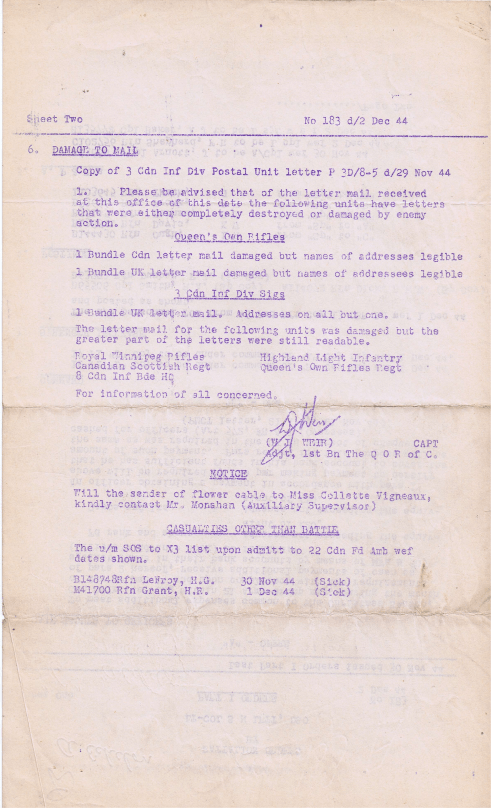 Sheet Two No 183 d/2 Dec 44
6. DAMAGE TO MAIL
Copy of 3 Cdn Inf Div Postal Unit letter P 3D/8-5 d/29 Nov 44
1. Please be advised that of the letter mail received
at this office of this date the following units have letters
that were either completely destroyed or damaged by enemy
action.
Queen's Own Rifles
1 Bundle Cdn letter mail damaged but names of addresses legible
1 Bundle UK letter mail damaged but names of addressees legible
3 Cdn Inf Div Sigs
1 Bundle UK letter mail. Addresses on all but one.
The letter mail for the following units was damaged but the
greater part of the letters were still readable.
Royal Winnipeg Rifles Highland Light Infantry
Canadian Scottish Regt Queen's Own Rifles Regt
8 Cdn Inf Bde HQ
For information of all concerned.
(W J WEIR) CAPT
Adjt, 1st Bn The Q O R of C.
NOTICE
Will the sender of flower cable to Miss Collette Vigneaux,
kindly contact Mr. Monahan (Auxiliary Supervisor)
CASUALTIES OTHER THAN BATTLE
The u/m SOS to X3 list upon admitt to 22 Cdn Fd Amb wef
dates shown.
B148748Rfn LeFroy, H.G. 30 Nov 44 (Sick)
M41700 Rfn Grant, H.R. 1 Dec 44 (Sick)